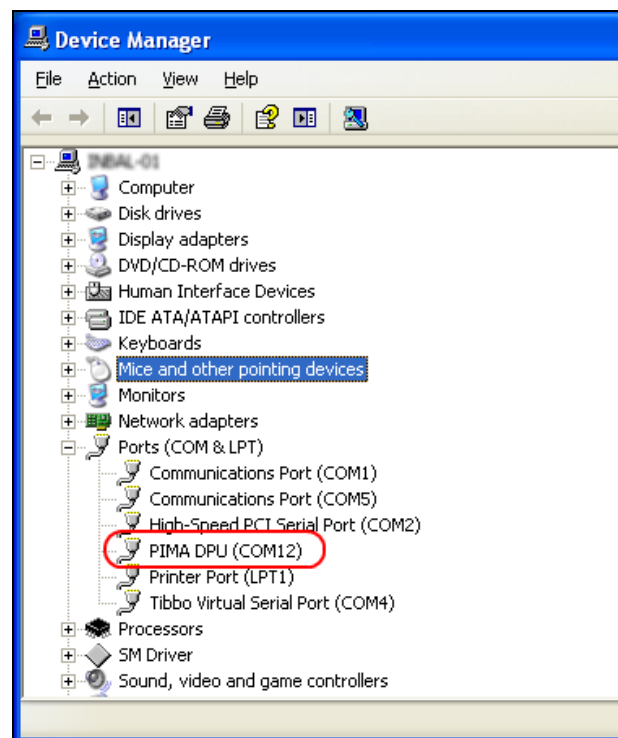 Device Manager
File Action View Help
INBAL-01
Computer
Disk drives
Display adapters
DVD/CD-ROM drives
Human Interface Devices
IDE ATA/ATAPI controllers
Keyboards
Mice and other pointing devices
Monitors
Network adapters
Ports (COM & LPT)
Communications Port (COM1)
Communications Port (COM5)
High-Speed PCI Serial Port (COM2)
PIMA DPU (COM12)
Printer Port (LPT1)
Tibbo Virtual Serial Port (COM4)
Processors
SM Driver
Sound, video and game controllers